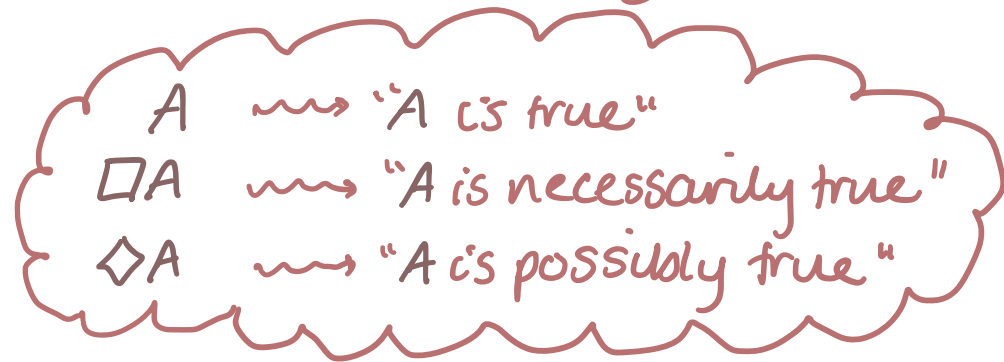 A ⇝ "A is true"
□A ⇝ "A is necessarily true"
◇A ⇝ "A is possibly true"